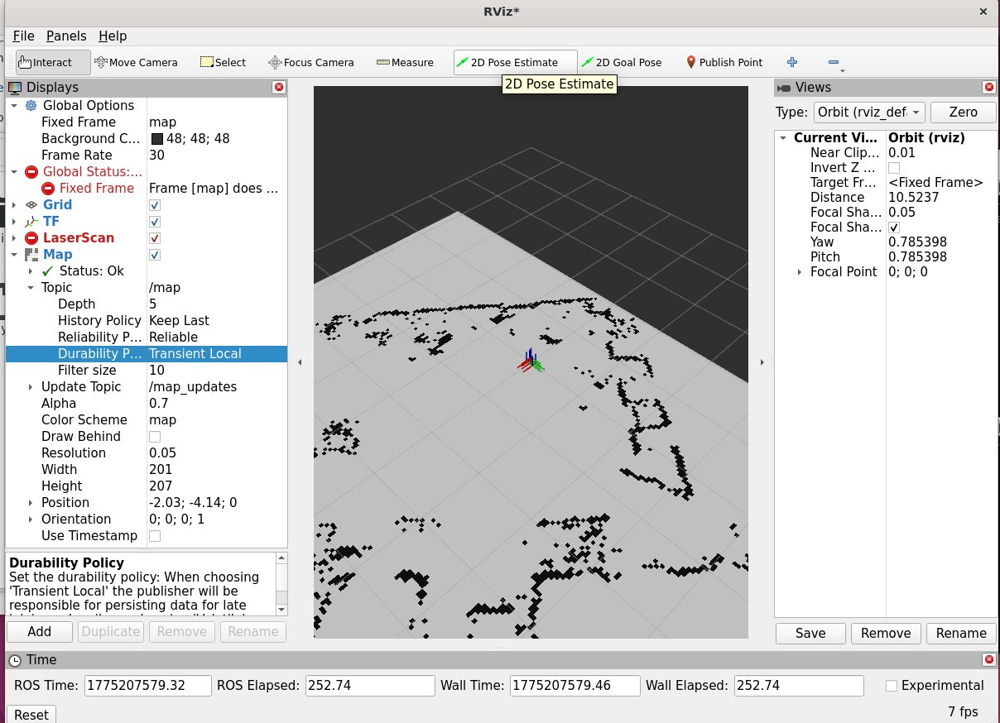 RViz*
File Panels Help
Interact Move Camera Select Focus Camera Measure 2D Pose Estimate 2D Goal Pose Publish Point
2D Pose Estimate
Displays
Global Options
Fixed Frame map
Background C... 48; 48; 48
Frame Rate 30
Global Status:...
Fixed Frame Frame [map] does ...
Grid
TF
LaserScan
Map
Status: Ok
Topic /map
Depth 5
History Policy Keep Last
Reliability P... Reliable
Durability P... Transient Local
Filter size 10
Update Topic /map_updates
Alpha 0.7
Color Scheme map
Draw Behind
Resolution 0.05
Width 201
Height 207
Position -2.03; -4.14; 0
Orientation 0; 0; 0; 1
Use Timestamp
Durability Policy
Set the durability policy: When choosing
'Transient Local' the publisher will be
responsible for persisting data for late
Add Duplicate Remove Rename
Views
Type: Orbit (rviz_def Zero
Current Vi... Orbit (rviz)
Near Clip... 0.01
Invert Z ...
Target Fr... <Fixed Frame>
Distance 10.5237
Focal Sha... 0.05
Focal Sha...
Yaw 0.785398
Pitch 0.785398
Focal Point 0; 0; 0
Save Remove Rename
Time
ROS Time: 1775207579.32 ROS Elapsed: 252.74 Wall Time: 1775207579.46 Wall Elapsed: 252.74 Experimental
Reset 7 fps